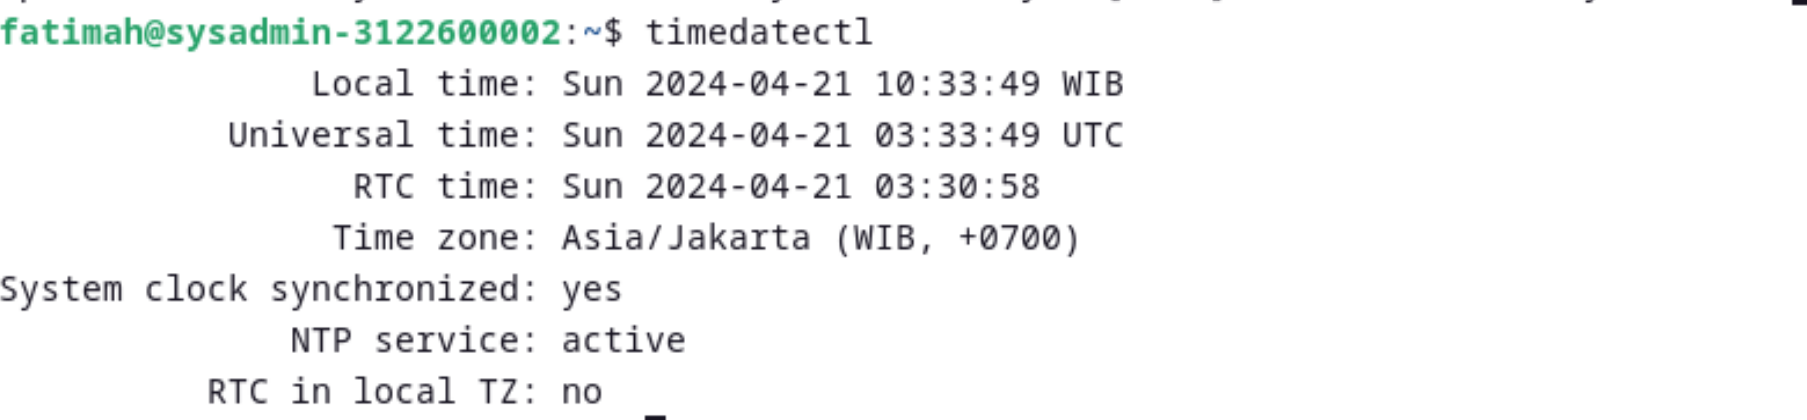 fatimah@sysadmin-3122600002:~$ timedatectl
Local time: Sun 2024-04-21 10:33:49 WIB
Universal time: Sun 2024-04-21 03:33:49 UTC
RTC time: Sun 2024-04-21 03:30:58
Time zone: Asia/Jakarta (WIB, +0700)
System clock synchronized: yes
NTP service: active
RTC in local TZ: no